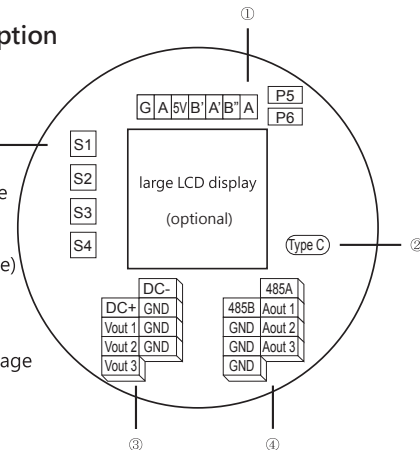 ①
ption
G A 5V B' A' B" A
P5
P6
S1
S2
S3
S4
e
e)
age
large LCD display
(optional)
Type C
②
DC-
DC+ GND
Vout 1 GND
Vout 2 GND
Vout 3
485A
485B Aout 1
GND Aout 2
GND Aout 3
GND
③
④